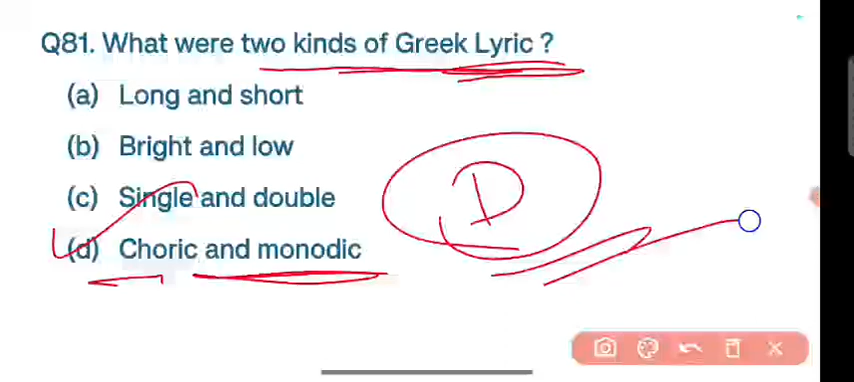 Q81. What were two kinds of Greek Lyric ?
(a) Long and short
(b) Bright and low
(c) Single and double
(d) Choric and monodic
D